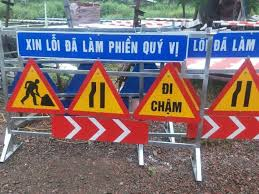 XIN LỖI ĐÃ LÀM PHIỀN QUÝ VỊ
LỖI ĐÃ LÀM
ĐI
CHẬM